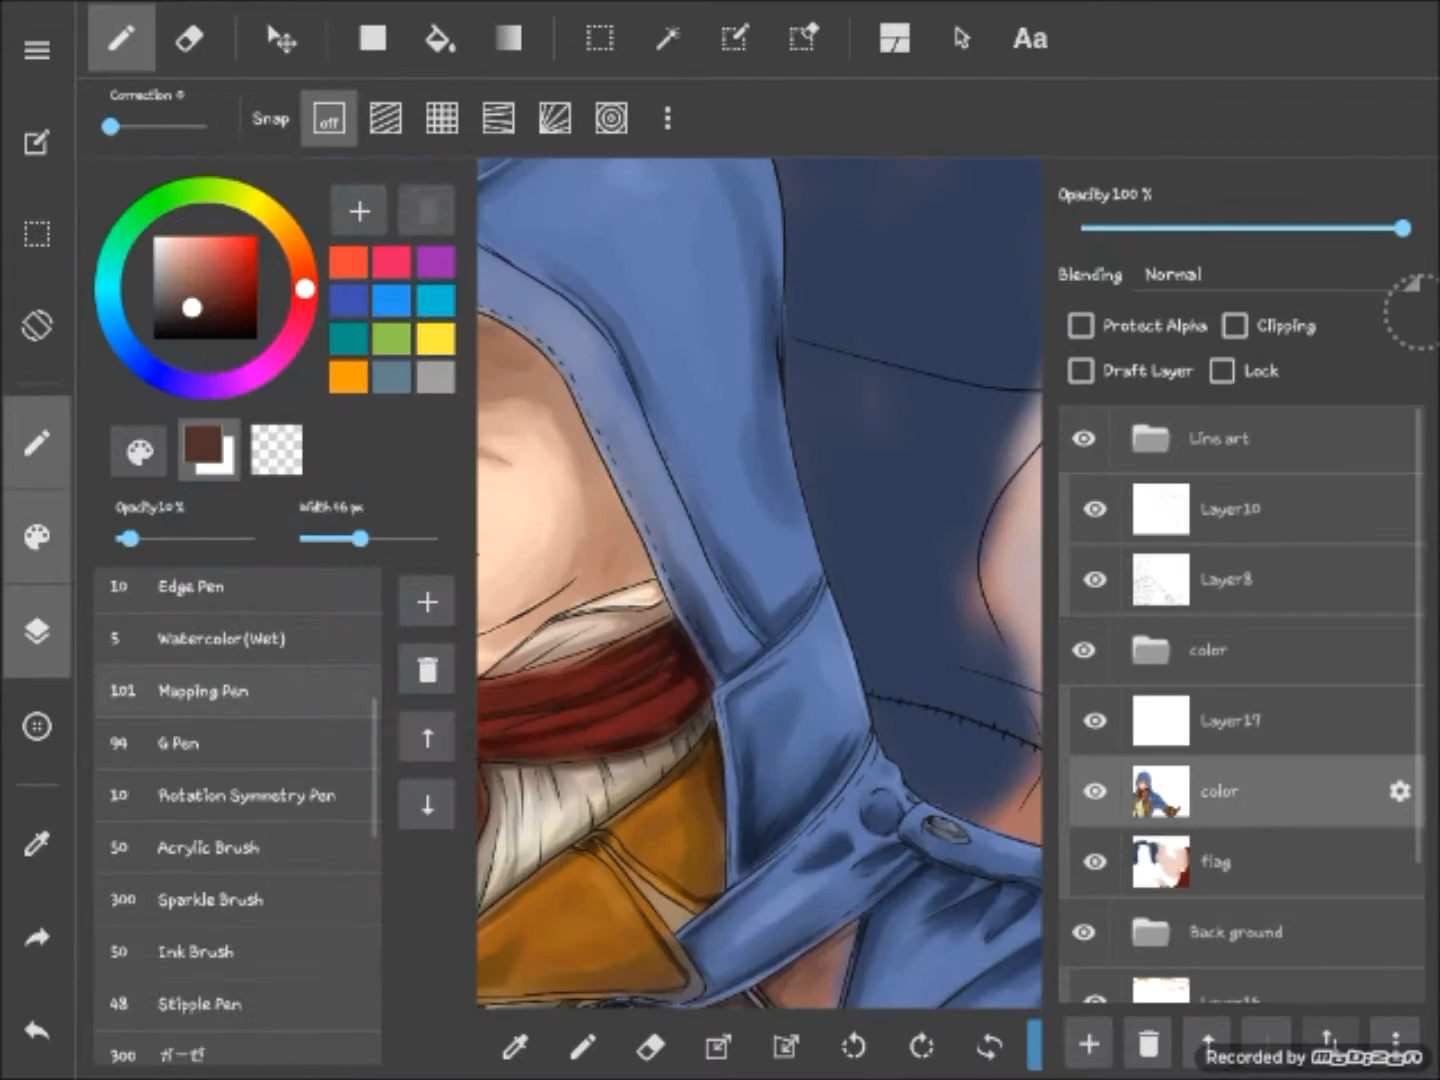 Aa
Correction 0
Snap
off
Opacity 100 %
Blending Normal
Protect Alpha Clipping
Draft Layer Lock
Line art
Layer10
Layer8
color
Layer17
color
flag
Back ground
Opacity 10 % Width 46 px
10 Edge Pen
5 Watercolor(Wet)
101 Mapping Pen
94 G Pen
10 Rotation Symmetry Pen
50 Acrylic Brush
300 Sparkle Brush
50 Ink Brush
48 Stipple Pen
300 ガーゼ
Recorded by